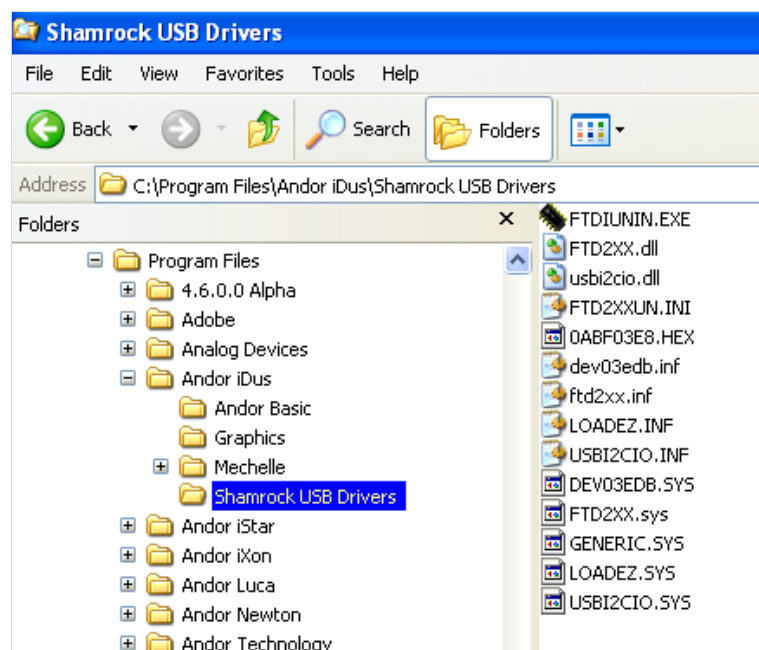 Shamrock USB Drivers
File Edit View Favorites Tools Help
Back Search Folders
Address C:\Program Files\Andor iDus\Shamrock USB Drivers
Folders
Program Files
4.6.0.0 Alpha
Adobe
Analog Devices
Andor iDus
Andor Basic
Graphics
Mechelle
Shamrock USB Drivers
Andor iStar
Andor iXon
Andor Luca
Andor Newton
Andor Technology
FTDIUNIN.EXE
FTD2XX.dll
usbi2cio.dll
FTD2XXUN.INI
0ABF03E8.HEX
dev03edb.inf
ftd2xx.inf
LOADEZ.INF
USBI2CIO.INF
DEV03EDB.SYS
FTD2XX.sys
GENERIC.SYS
LOADEZ.SYS
USBI2CIO.SYS